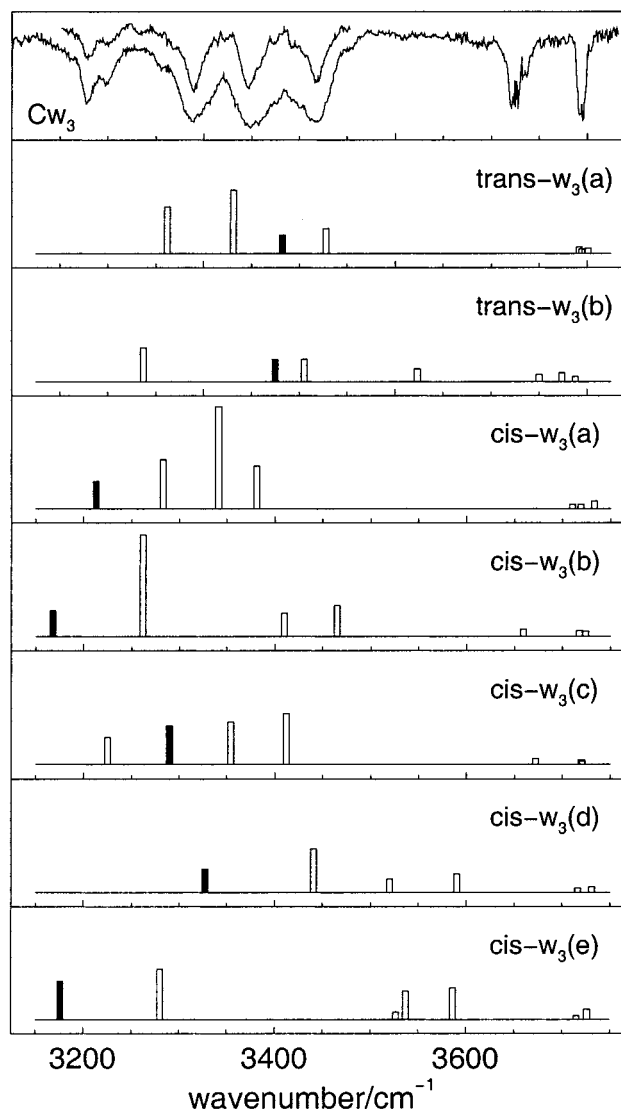 Cw₃
trans−w₃(a)
trans−w₃(b)
cis−w₃(a)
cis−w₃(b)
cis−w₃(c)
cis−w₃(d)
cis−w₃(e)
3200 3400 3600
wavenumber/cm⁻¹